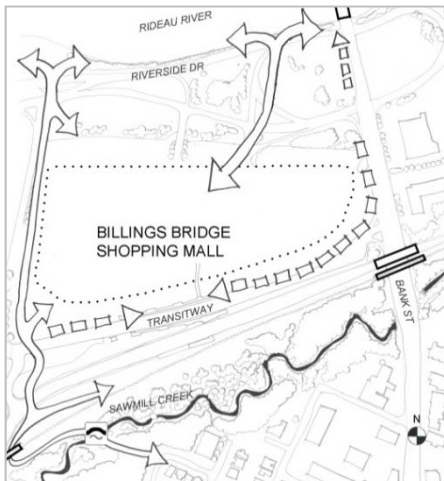 RIDEAU RIVER
RIVERSIDE DR
BILLINGS BRIDGE
SHOPPING MALL
TRANSITWAY
BANK ST
SAWMILL CREEK
N